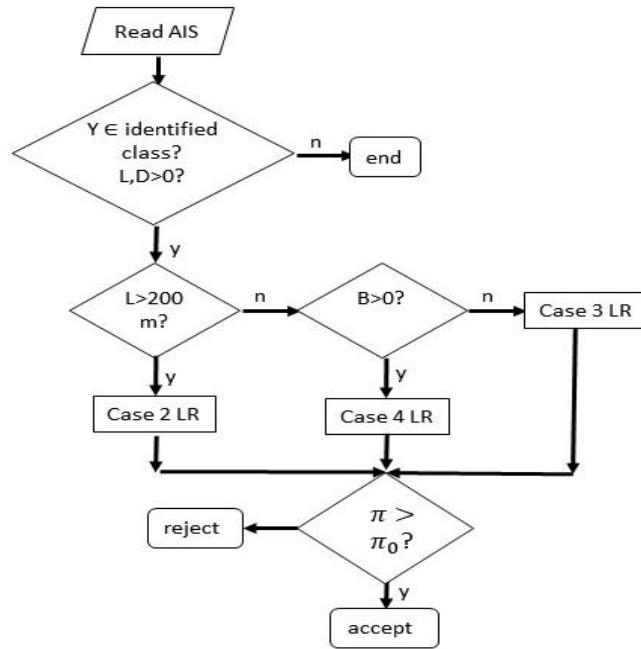 Read AIS
Y ∈ identified
class?
L,D>0?
n
end
y
L>200
m?
n
B>0?
n
Case 3 LR
y
y
Case 2 LR
Case 4 LR
π >
π₀?
reject
y
accept